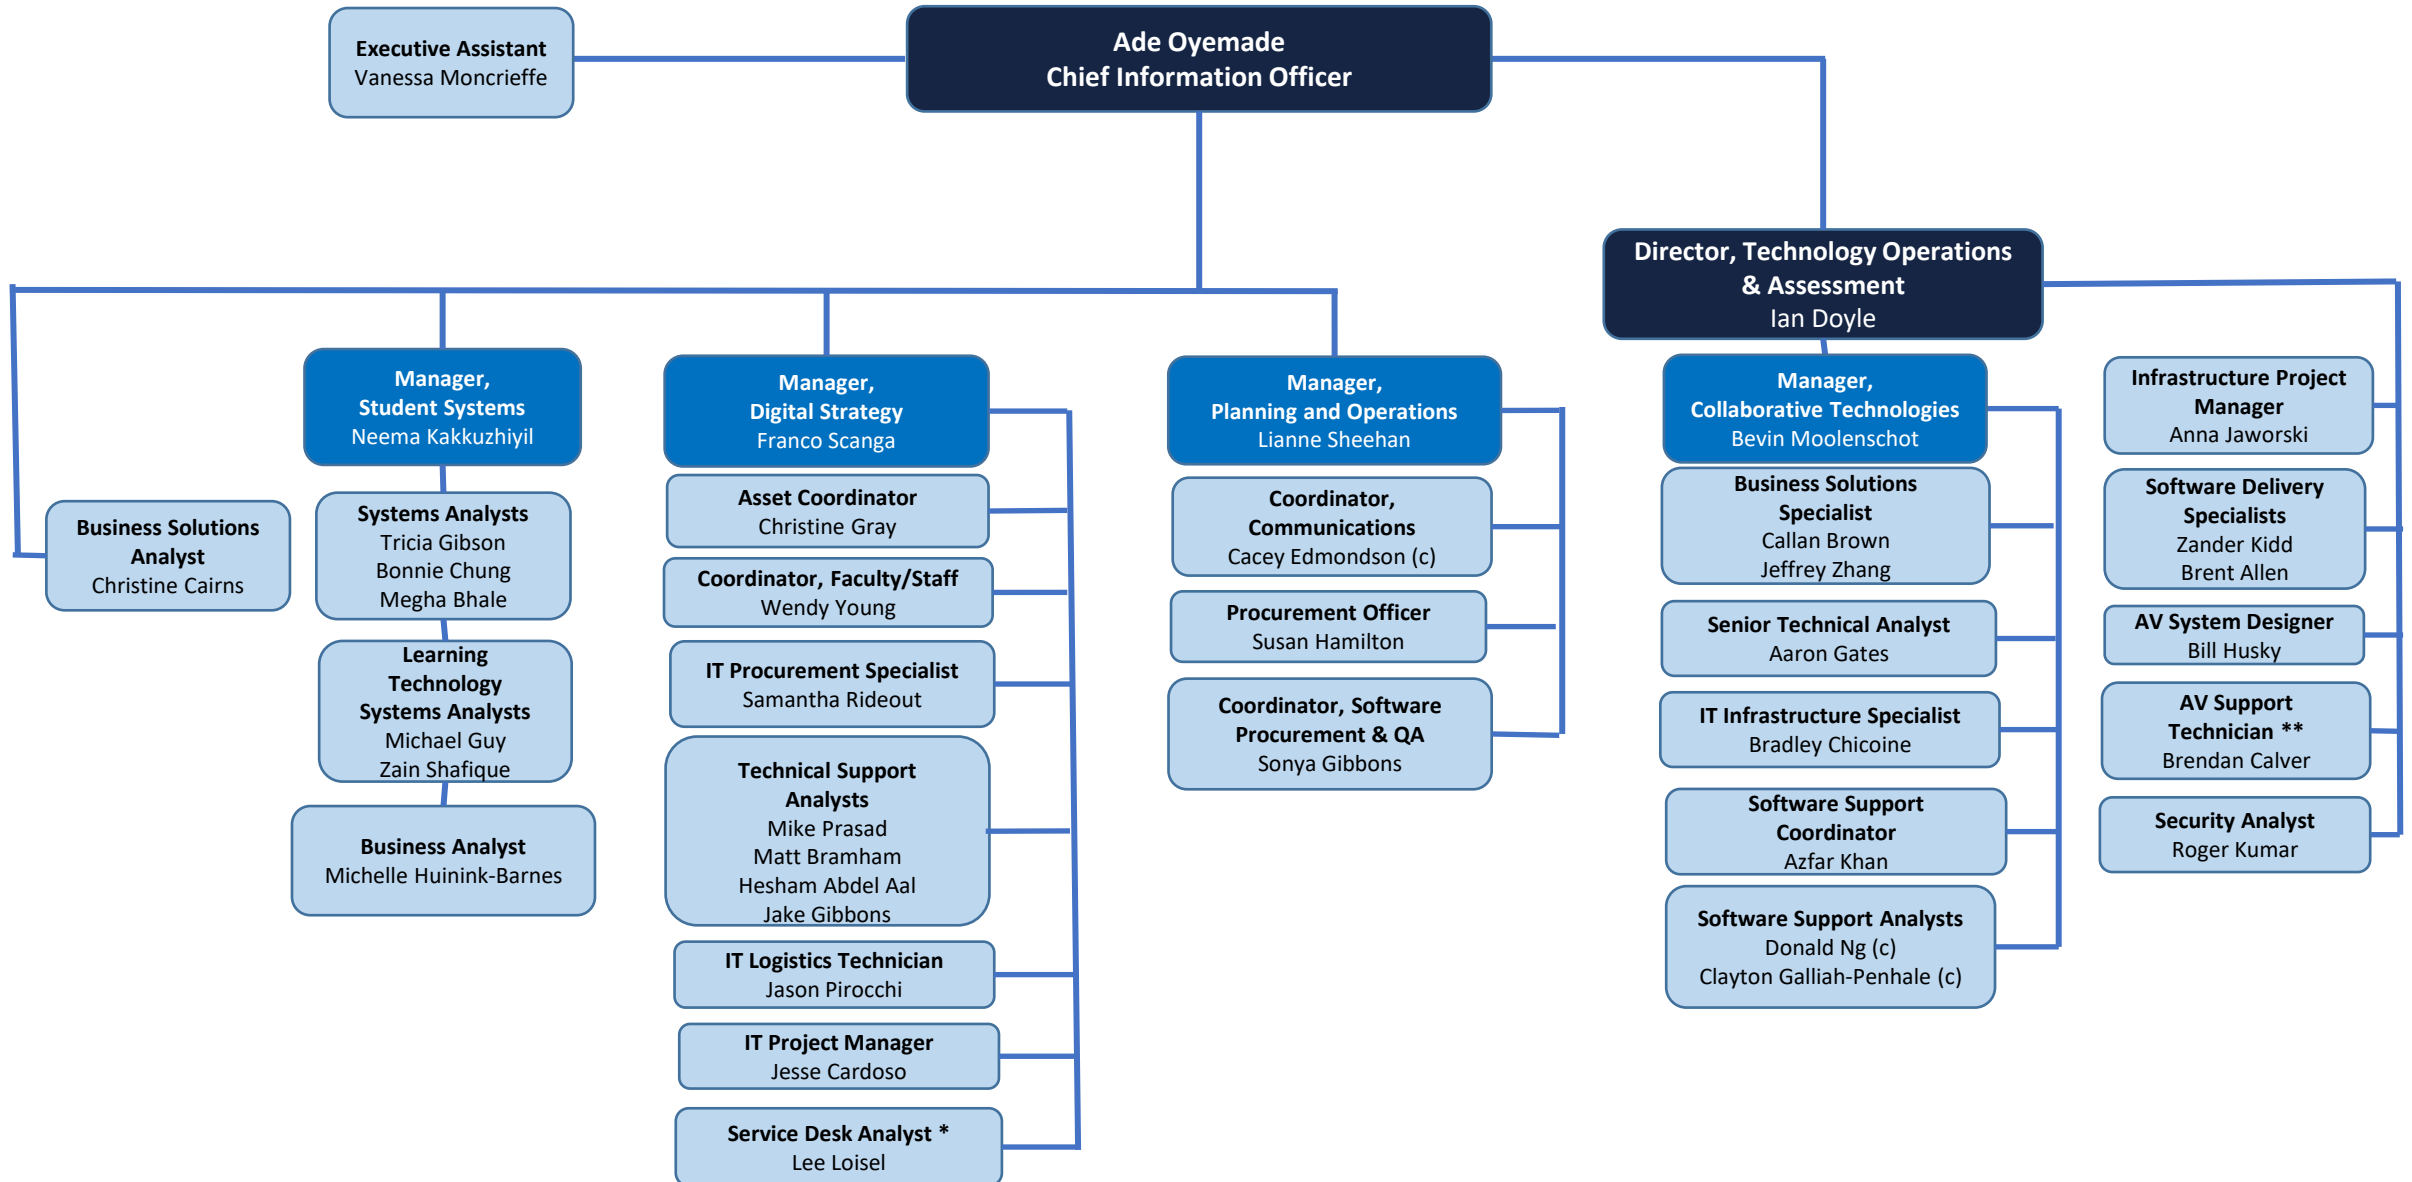 Executive Assistant
Vanessa Moncrieffe
Ade Oyemade
Chief Information Officer
Director, Technology Operations
& Assessment
Ian Doyle
Business Solutions
Analyst
Christine Cairns
Manager,
Student Systems
Neema Kakkuzhiyil
Systems Analysts
Tricia Gibson
Bonnie Chung
Megha Bhale
Learning
Technology
Systems Analysts
Michael Guy
Zain Shafique
Business Analyst
Michelle Huinink-Barnes
Manager,
Digital Strategy
Franco Scanga
Asset Coordinator
Christine Gray
Coordinator, Faculty/Staff
Wendy Young
IT Procurement Specialist
Samantha Rideout
Technical Support
Analysts
Mike Prasad
Matt Bramham
Hesham Abdel Aal
Jake Gibbons
IT Logistics Technician
Jason Pirocchi
IT Project Manager
Jesse Cardoso
Service Desk Analyst *
Lee Loisel
Manager,
Planning and Operations
Lianne Sheehan
Coordinator,
Communications
Cacey Edmondson (c)
Procurement Officer
Susan Hamilton
Coordinator, Software
Procurement & QA
Sonya Gibbons
Manager,
Collaborative Technologies
Bevin Moolenschot
Business Solutions
Specialist
Callan Brown
Jeffrey Zhang
Senior Technical Analyst
Aaron Gates
IT Infrastructure Specialist
Bradley Chicoine
Software Support
Coordinator
Azfar Khan
Software Support Analysts
Donald Ng (c)
Clayton Galliah-Penhale (c)
Infrastructure Project
Manager
Anna Jaworski
Software Delivery
Specialists
Zander Kidd
Brent Allen
AV System Designer
Bill Husky
AV Support
Technician **
Brendan Calver
Security Analyst
Roger Kumar